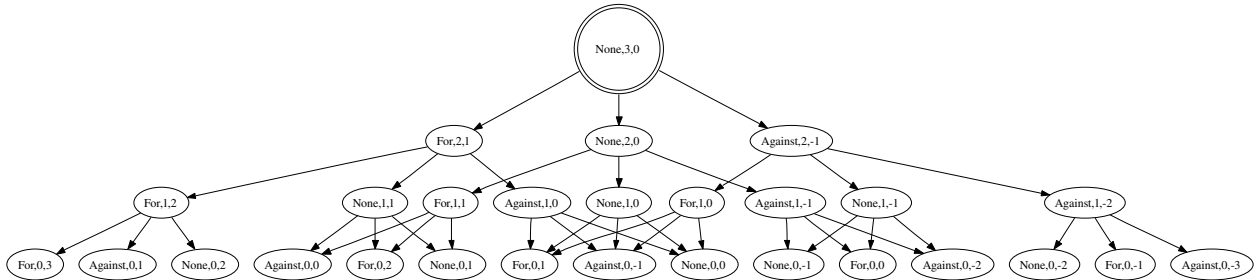 None,3,0
For,2,1
None,2,0
Against,2,-1
For,1,2
None,1,1
For,1,1
Against,1,0
None,1,0
For,1,0
Against,1,-1
None,1,-1
Against,1,-2
For,0,3
Against,0,1
None,0,2
Against,0,0
For,0,2
None,0,1
For,0,1
Against,0,-1
None,0,0
None,0,-1
For,0,0
Against,0,-2
None,0,-2
For,0,-1
Against,0,-3